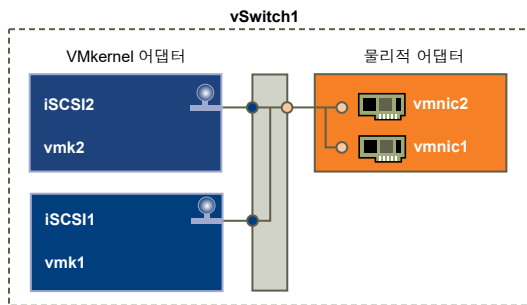 vSwitch1
VMkernel 어댑터
물리적 어댑터
iSCSI2
vmk2
vmnic2
vmnic1
iSCSI1
vmk1